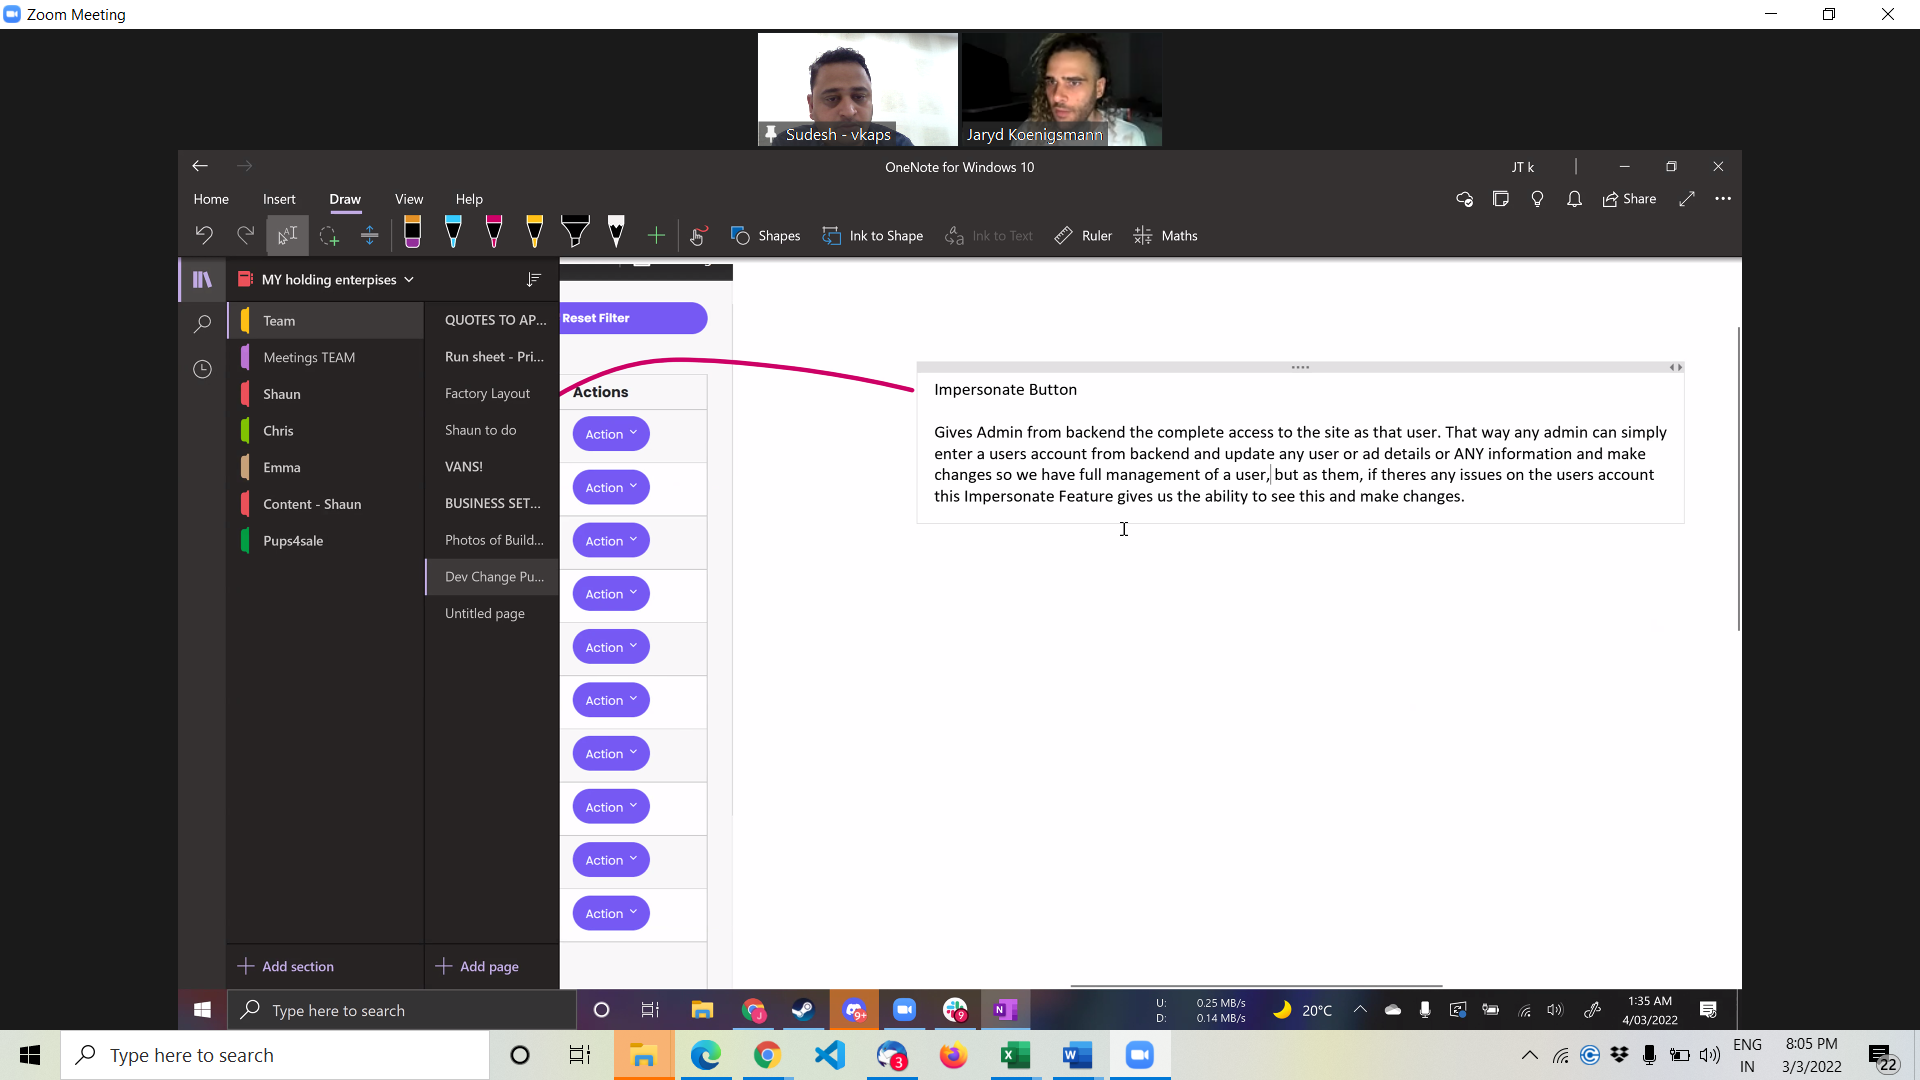 Zoom Meeting
Sudesh - vkaps
Jaryd Koenigsmann
OneNote for Windows 10
JT k
Home
Insert
Draw
View
Help
Share
Shapes
Ink to Shape
Ink to Text
Ruler
Maths
MY holding enterpises
Team
Meetings TEAM
Shaun
Chris
Emma
Content - Shaun
Pups4sale
Add section
QUOTES TO AP...
Run sheet - Pri...
Factory Layout
Shaun to do
VANS!
BUSINESS SET...
Photos of Build...
Dev Change Pu...
Untitled page
Add page
Reset Filter
Actions
Action
Action
Action
Action
Action
Action
Action
Action
Action
Action
Impersonate Button
Gives Admin from backend the complete access to the site as that user. That way any admin can simply
enter a users account from backend and update any user or ad details or ANY information and make
changes so we have full management of a user, but as them, if theres any issues on the users account
this Impersonate Feature gives us the ability to see this and make changes.
Type here to search
9+
9
U: 0.25 MB/s
D: 0.14 MB/s
20°C
1:35 AM
4/03/2022
Type here to search
3
ENG
IN
8:05 PM
3/3/2022
22